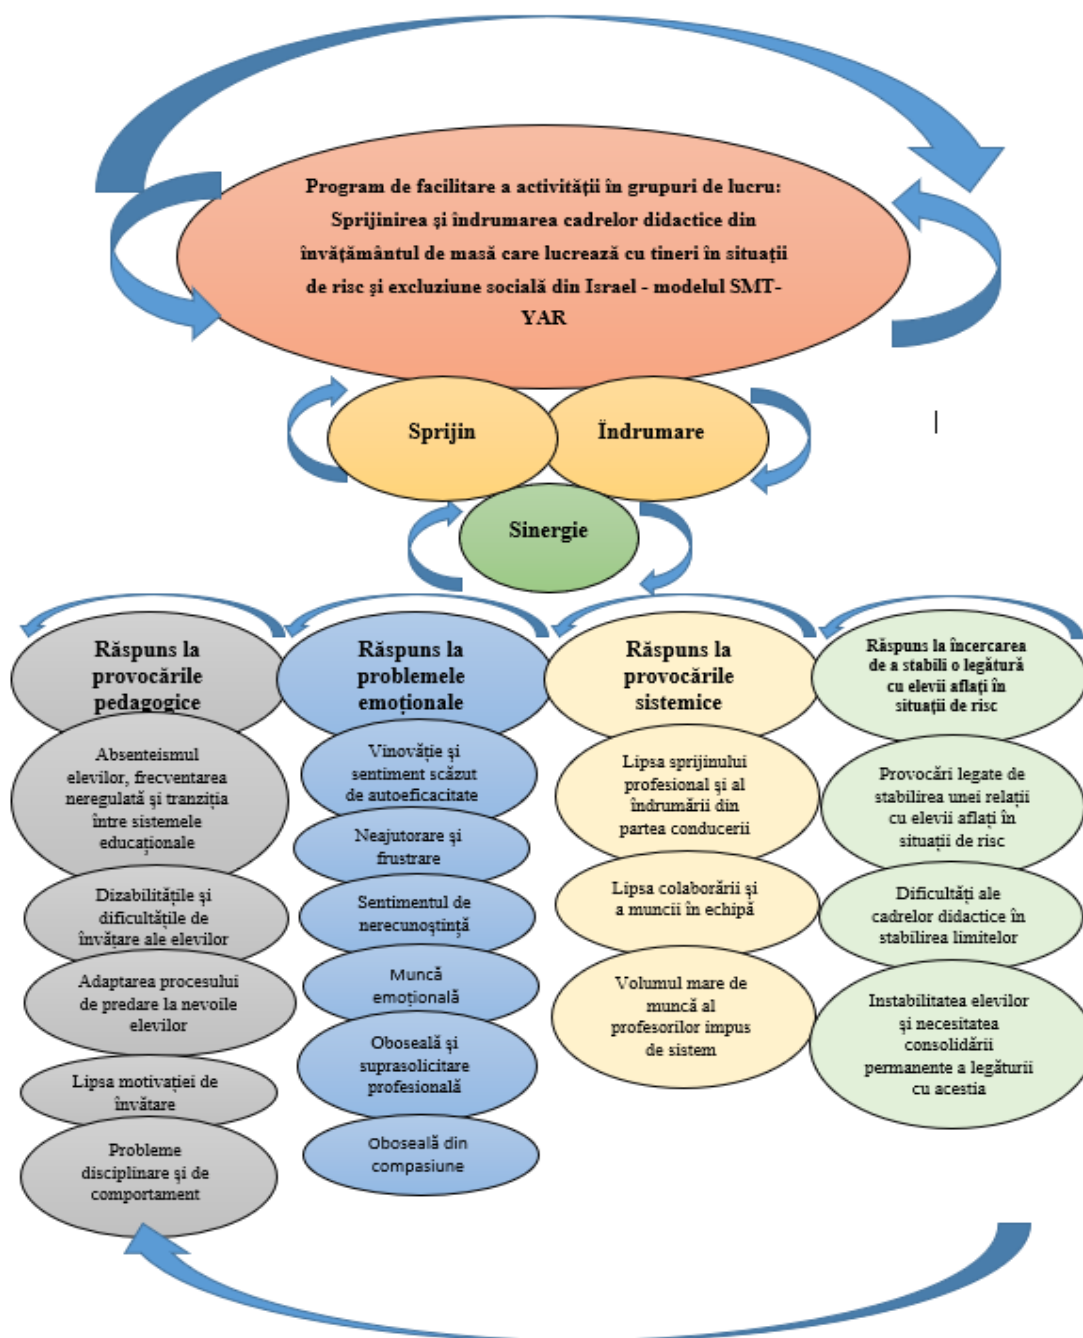 Program de facilitare a activității în grupuri de lucru:
Sprijinirea și îndrumarea cadrelor didactice din
învățământul de masă care lucrează cu tineri în situații
de risc și excluziune socială din Israel - modelul SMT-
YAR
Sprijin
Îndrumare
Sinergie
Răspuns la
provocările
pedagogice
Absenteismul
elevilor, frecventarea
neregulată și tranziția
între sistemele
educaționale
Dizabilitățile și
dificultățile de
învățare ale elevilor
Adaptarea procesului
de predare la nevoile
elevilor
Lipsa motivației de
învătare
Probleme
disciplinare și de
comportament
Răspuns la
problemele
emoționale
Vinovăție și
sentiment scăzut
de autoeficacitate
Neajutorare și
frustrare
Sentimentul de
nerecunoștință
Muncă
emoțională
Oboseală și
suprasolicitare
profesională
Oboseală din
compasiune
Răspuns la
provocările
sistemice
Lipsa sprijinului
profesional și al
îndrumării din
partea conducerii
Lipsa colaborării și
a muncii în echipă
Volumul mare de
muncă al
profesorilor impus
de sistem
Răspuns la încercarea
de a stabili o legătură
cu elevii aflați în
situații de risc
Provocări legate de
stabilirea unei relații
cu elevii aflați în
situații de risc
Dificultăți ale
cadrelor didactice în
stabilirea limitelor
Instabilitatea elevilor
și necesitatea
consolidării
permanente a legăturii
cu acestia